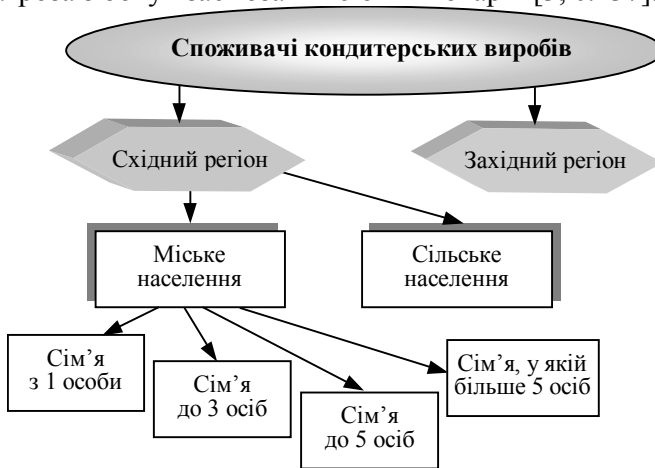 Споживачі кондитерських виробів
Східний регіон
Західний регіон
Міське
населення
Сільське
населення
Сім’я
з 1 особи
Сім’я
до 3 осіб
Сім’я
до 5 осіб
Сім’я, у якій
більше 5 осіб